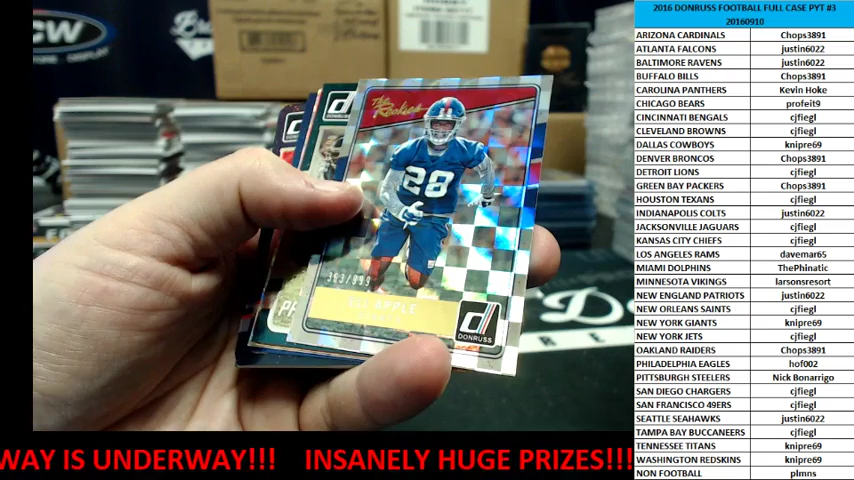 The Rookies
28
383/999
ELI APPLE
DONRUSS
DONRUSS
WAY IS UNDERWAY!!! INSANELY HUGE PRIZES!!!
2016 DONRUSS FOOTBALL FULL CASE PYT #3
20160910
ARIZONA CARDINALS Chops3891
ATLANTA FALCONS justin6022
BALTIMORE RAVENS justin6022
BUFFALO BILLS Chops3891
CAROLINA PANTHERS Kevin Hoke
CHICAGO BEARS profeit9
CINCINNATI BENGALS cjfiegl
CLEVELAND BROWNS cjfiegl
DALLAS COWBOYS knipre69
DENVER BRONCOS Chops3891
DETROIT LIONS cjfiegl
GREEN BAY PACKERS Chops3891
HOUSTON TEXANS cjfiegl
INDIANAPOLIS COLTS justin6022
JACKSONVILLE JAGUARS cjfiegl
KANSAS CITY CHIEFS cjfiegl
LOS ANGELES RAMS davemar65
MIAMI DOLPHINS ThePhinatic
MINNESOTA VIKINGS larsonsresort
NEW ENGLAND PATRIOTS justin6022
NEW ORLEANS SAINTS cjfiegl
NEW YORK GIANTS knipre69
NEW YORK JETS cjfiegl
OAKLAND RAIDERS Chops3891
PHILADELPHIA EAGLES hof002
PITTSBURGH STEELERS Nick Bonarrigo
SAN DIEGO CHARGERS cjfiegl
SAN FRANCISCO 49ERS cjfiegl
SEATTLE SEAHAWKS justin6022
TAMPA BAY BUCCANEERS cjfiegl
TENNESSEE TITANS knipre69
WASHINGTON REDSKINS knipre69
NON FOOTBALL plmns